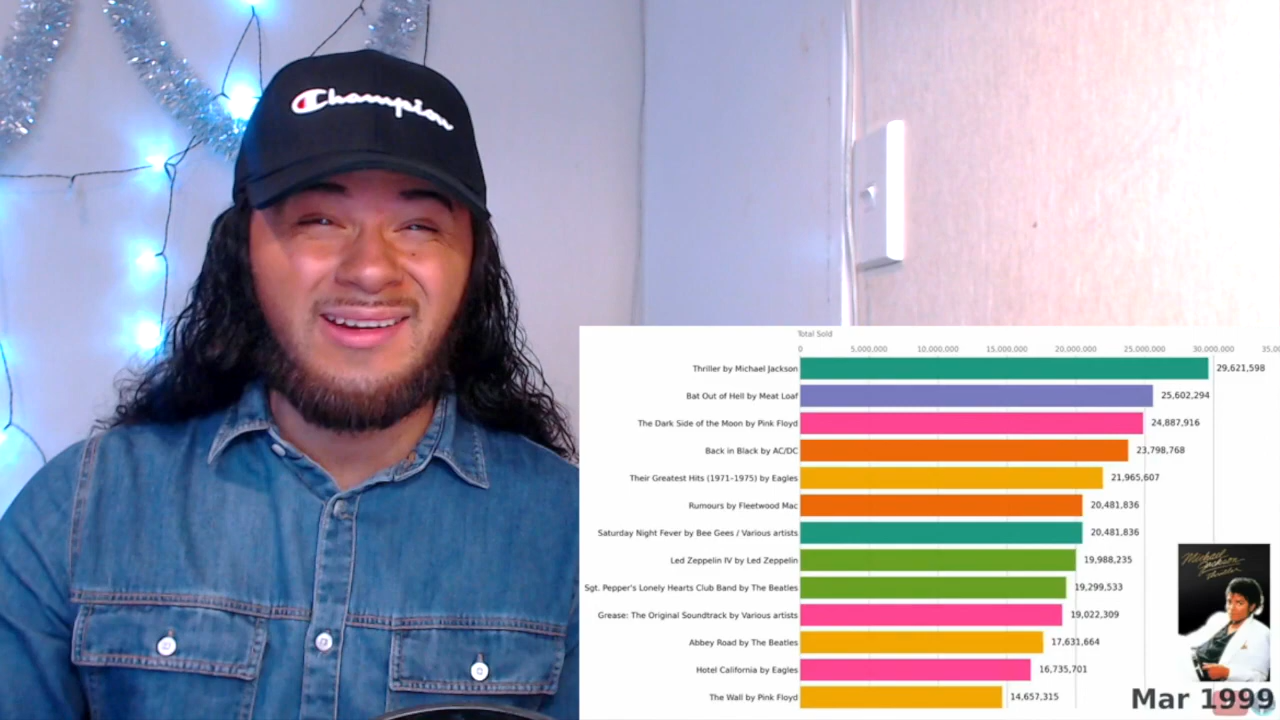 Champion
Total Sold
0 5,000,000 10,000,000 15,000,000 20,000,000 25,000,000 30,000,000 35,00
Thriller by Michael Jackson 29,621,598
Bat Out of Hell by Meat Loaf 25,602,294
The Dark Side of the Moon by Pink Floyd 24,887,916
Back in Black by AC/DC 23,798,768
Their Greatest Hits (1971–1975) by Eagles 21,965,607
Rumours by Fleetwood Mac 20,481,836
Saturday Night Fever by Bee Gees / Various artists 20,481,836
Led Zeppelin IV by Led Zeppelin 19,988,235
Sgt. Pepper's Lonely Hearts Club Band by The Beatles 19,299,533
Grease: The Original Soundtrack by Various artists 19,022,309
Abbey Road by The Beatles 17,631,664
Hotel California by Eagles 16,735,701
The Wall by Pink Floyd 14,657,315
Michael
Jackson
Thriller
Mar 1999